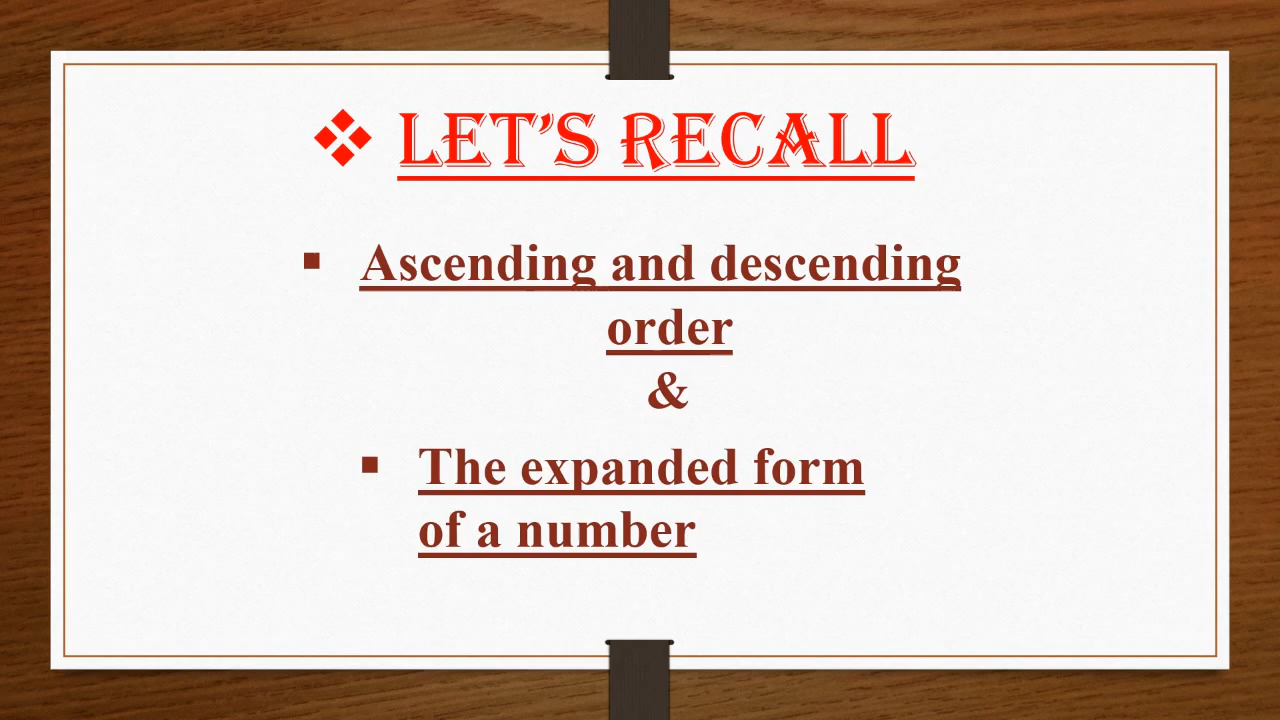 ❖ LET'S RECALL
▪ Ascending and descending
order
&
▪ The expanded form
of a number